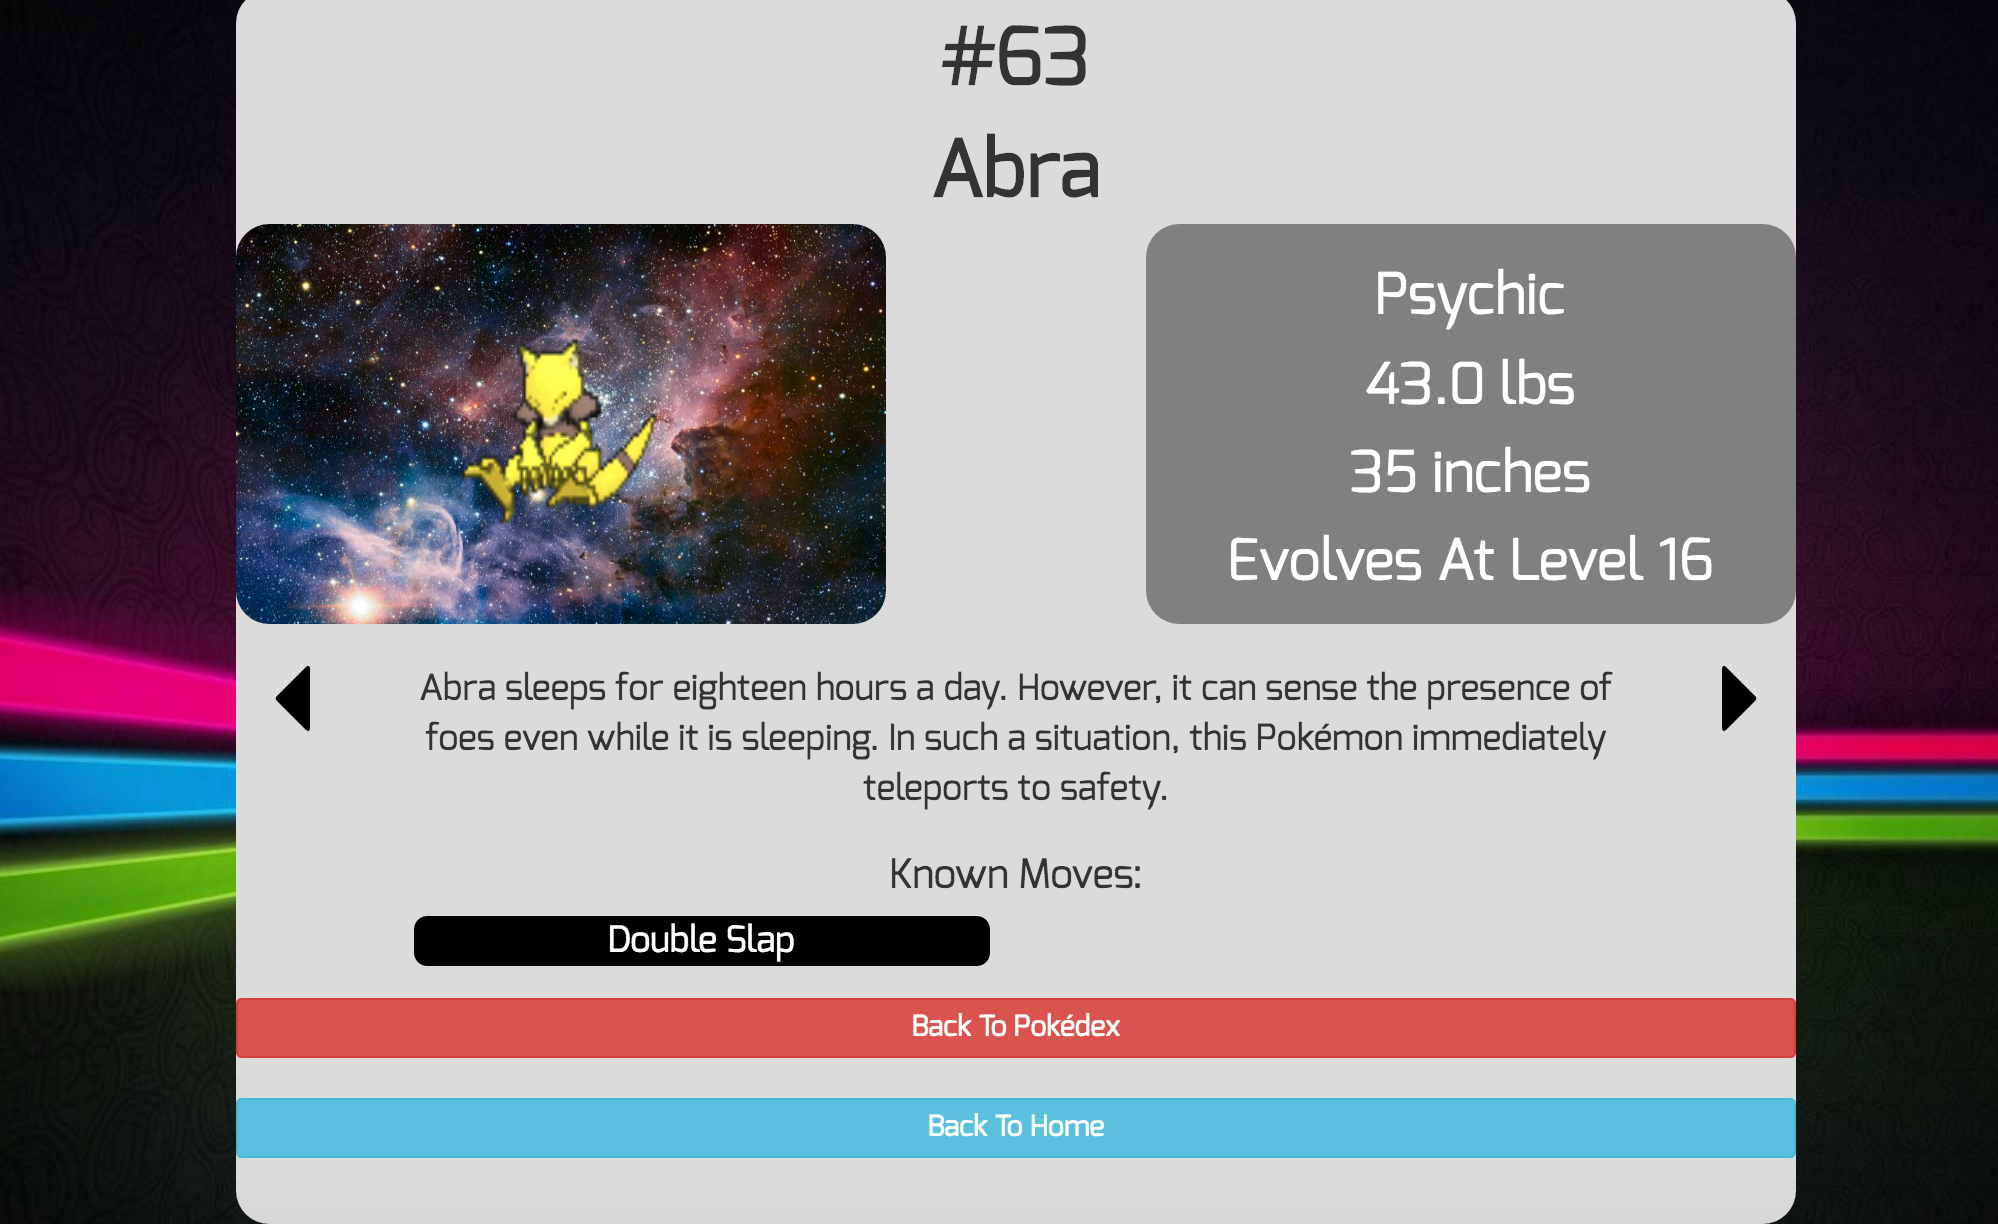 #63
Abra
Psychic
43.0 lbs
35 inches
Evolves At Level 16
Abra sleeps for eighteen hours a day. However, it can sense the presence of
foes even while it is sleeping. In such a situation, this Pokémon immediately
teleports to safety.
Known Moves:
Double Slap
Back To Pokédex
Back To Home